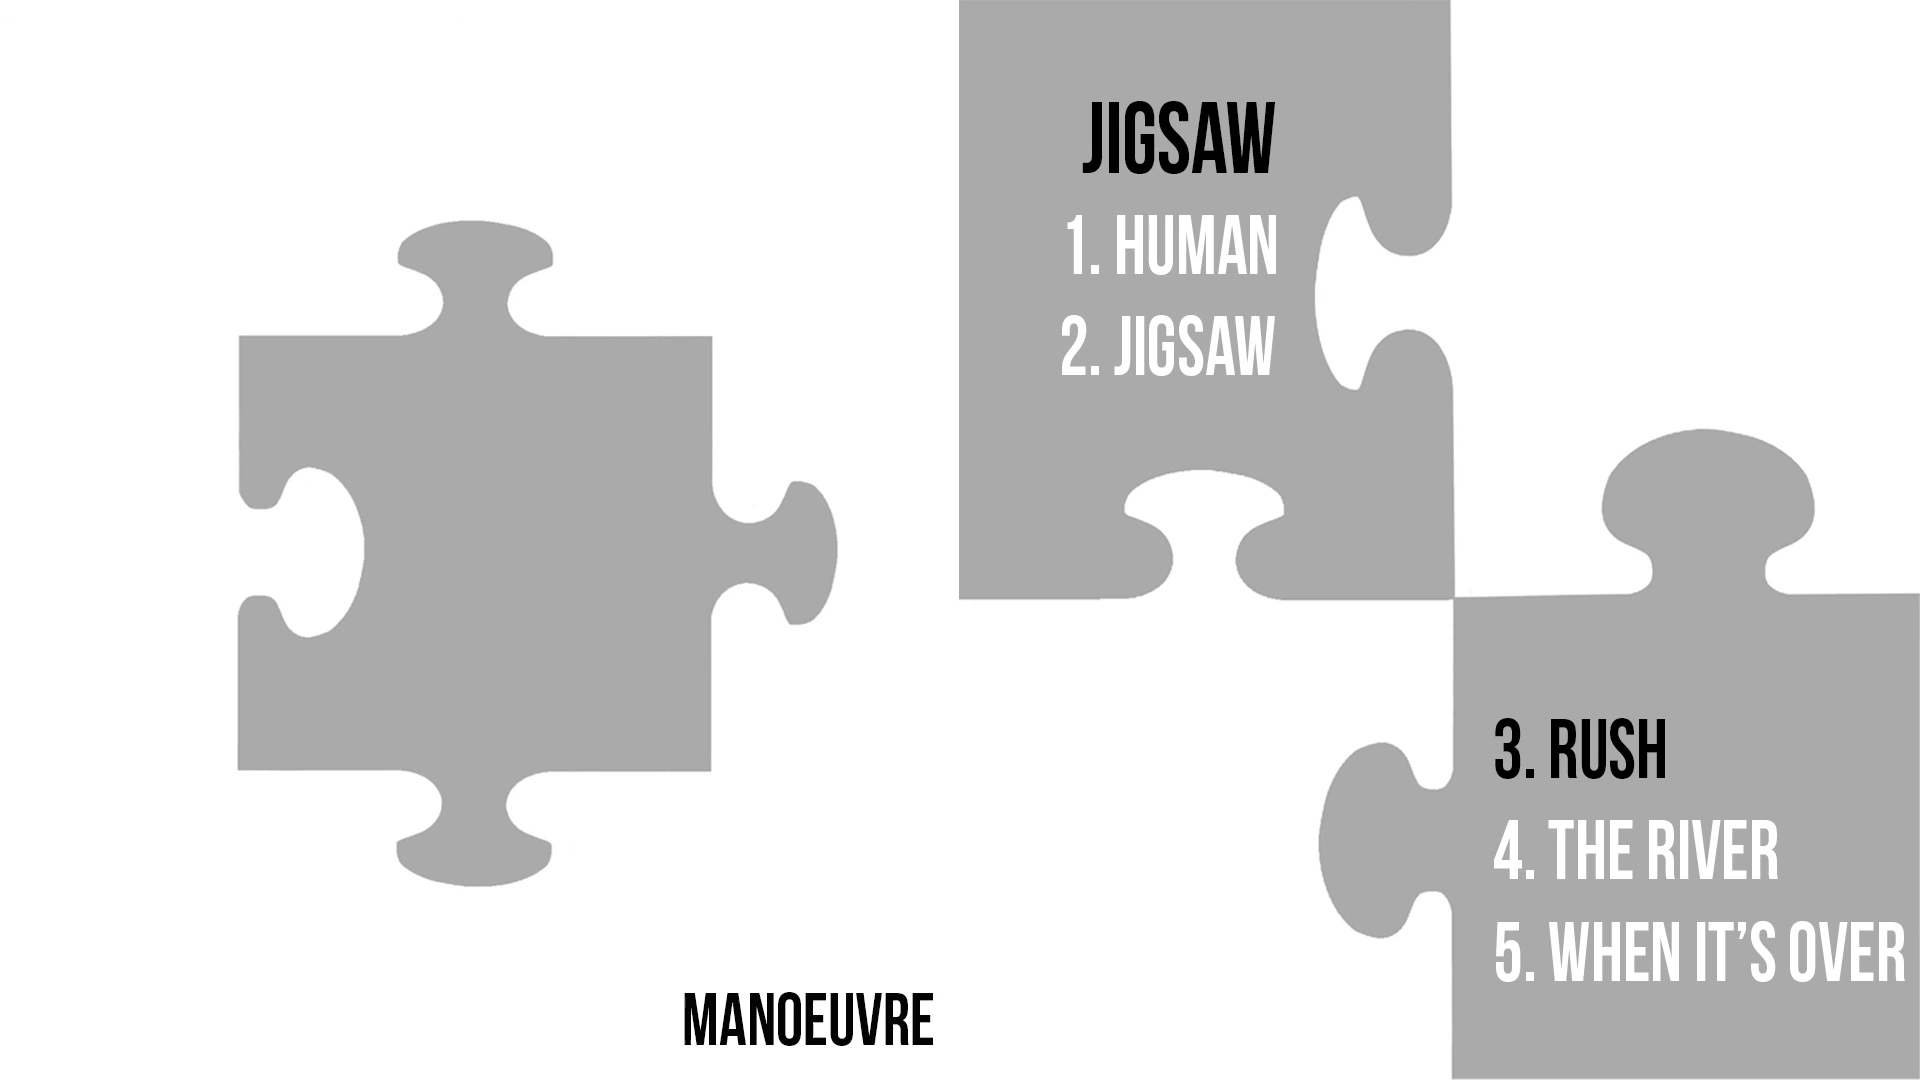 JIGSAW
1. HUMAN
2. JIGSAW
3. RUSH
4. THE RIVER
5. WHEN IT’S OVER
MANOEUVRE